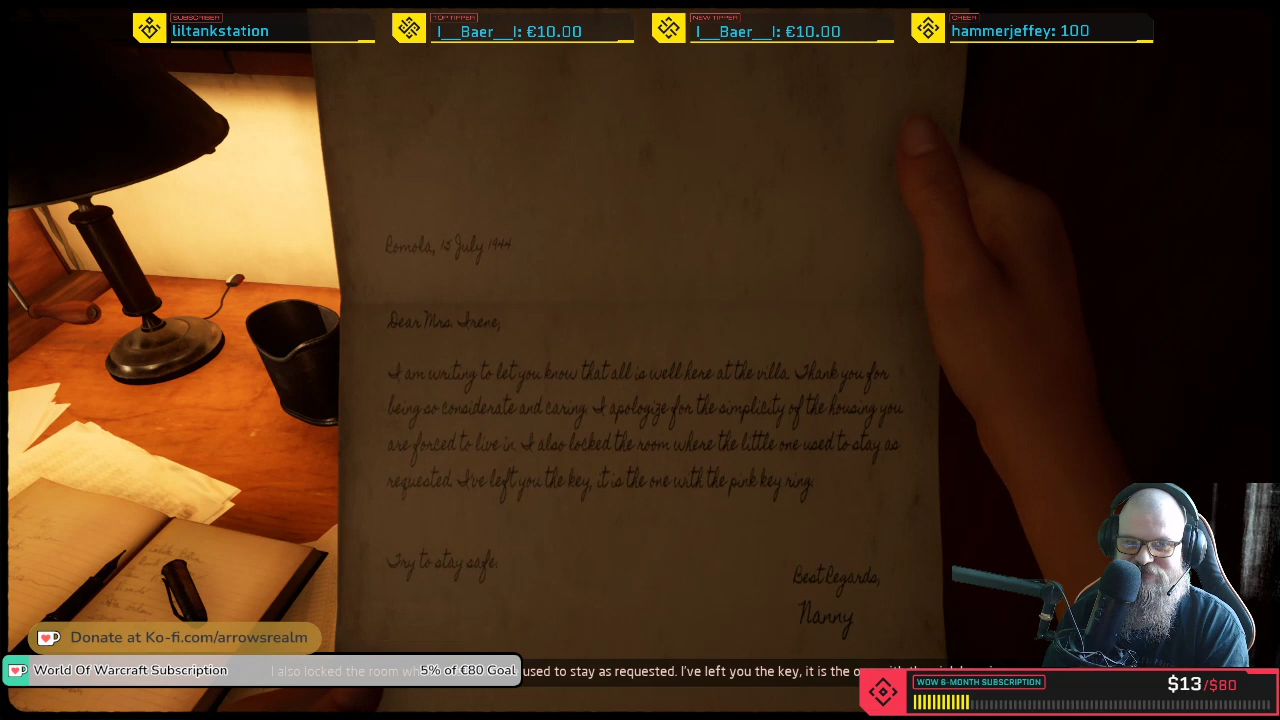 SUBSCRIBER
liltankstation
TOP TIPPER
I__Baer__I: €10.00
NEW TIPPER
I__Baer__I: €10.00
CHEER
hammerjeffey: 100
Romola, 15 July 1944
Dear Mrs. Irene,
I am writing to let you know that all is well here at the villa. Thank you for
being so considerate and caring. I apologize for the simplicity of the housing you
are forced to live in. I also locked the room where the little one used to stay as
requested. I've left you the key, it is the one with the pink key ring.
Try to stay safe.
Best Regards,
Nanny
Donate at Ko-fi.com/arrowsrealm
World Of Warcraft Subscription 5% of €80 Goal
I also locked the room used to stay as requested. I've left you the key, it is the
WOW 6-MONTH SUBSCRIPTION
$13/$80